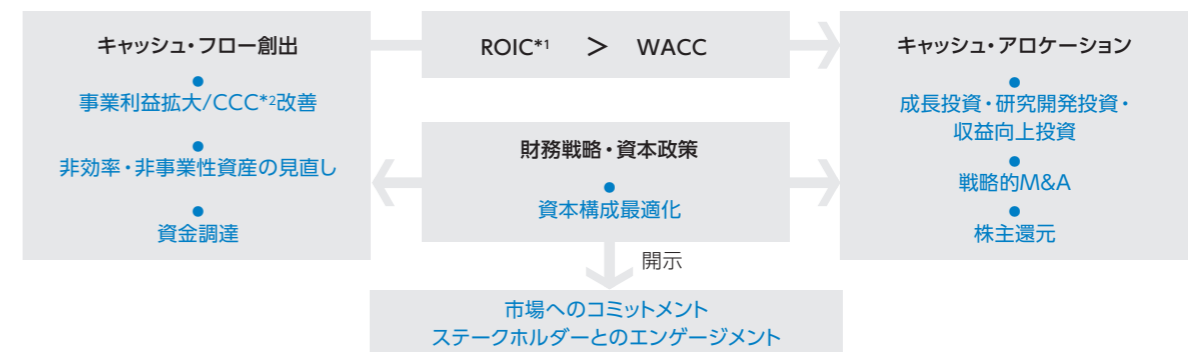 キャッシュ・フロー創出
● 事業利益拡大/CCC*2改善
● 非効率・非事業性資産の見直し
● 資金調達
ROIC*1 > WACC
財務戦略・資本政策
● 資本構成最適化
キャッシュ・アロケーション
● 成長投資・研究開発投資・
収益向上投資
● 戦略的M&A
● 株主還元
開示
市場へのコミットメント
ステークホルダーとのエンゲージメント